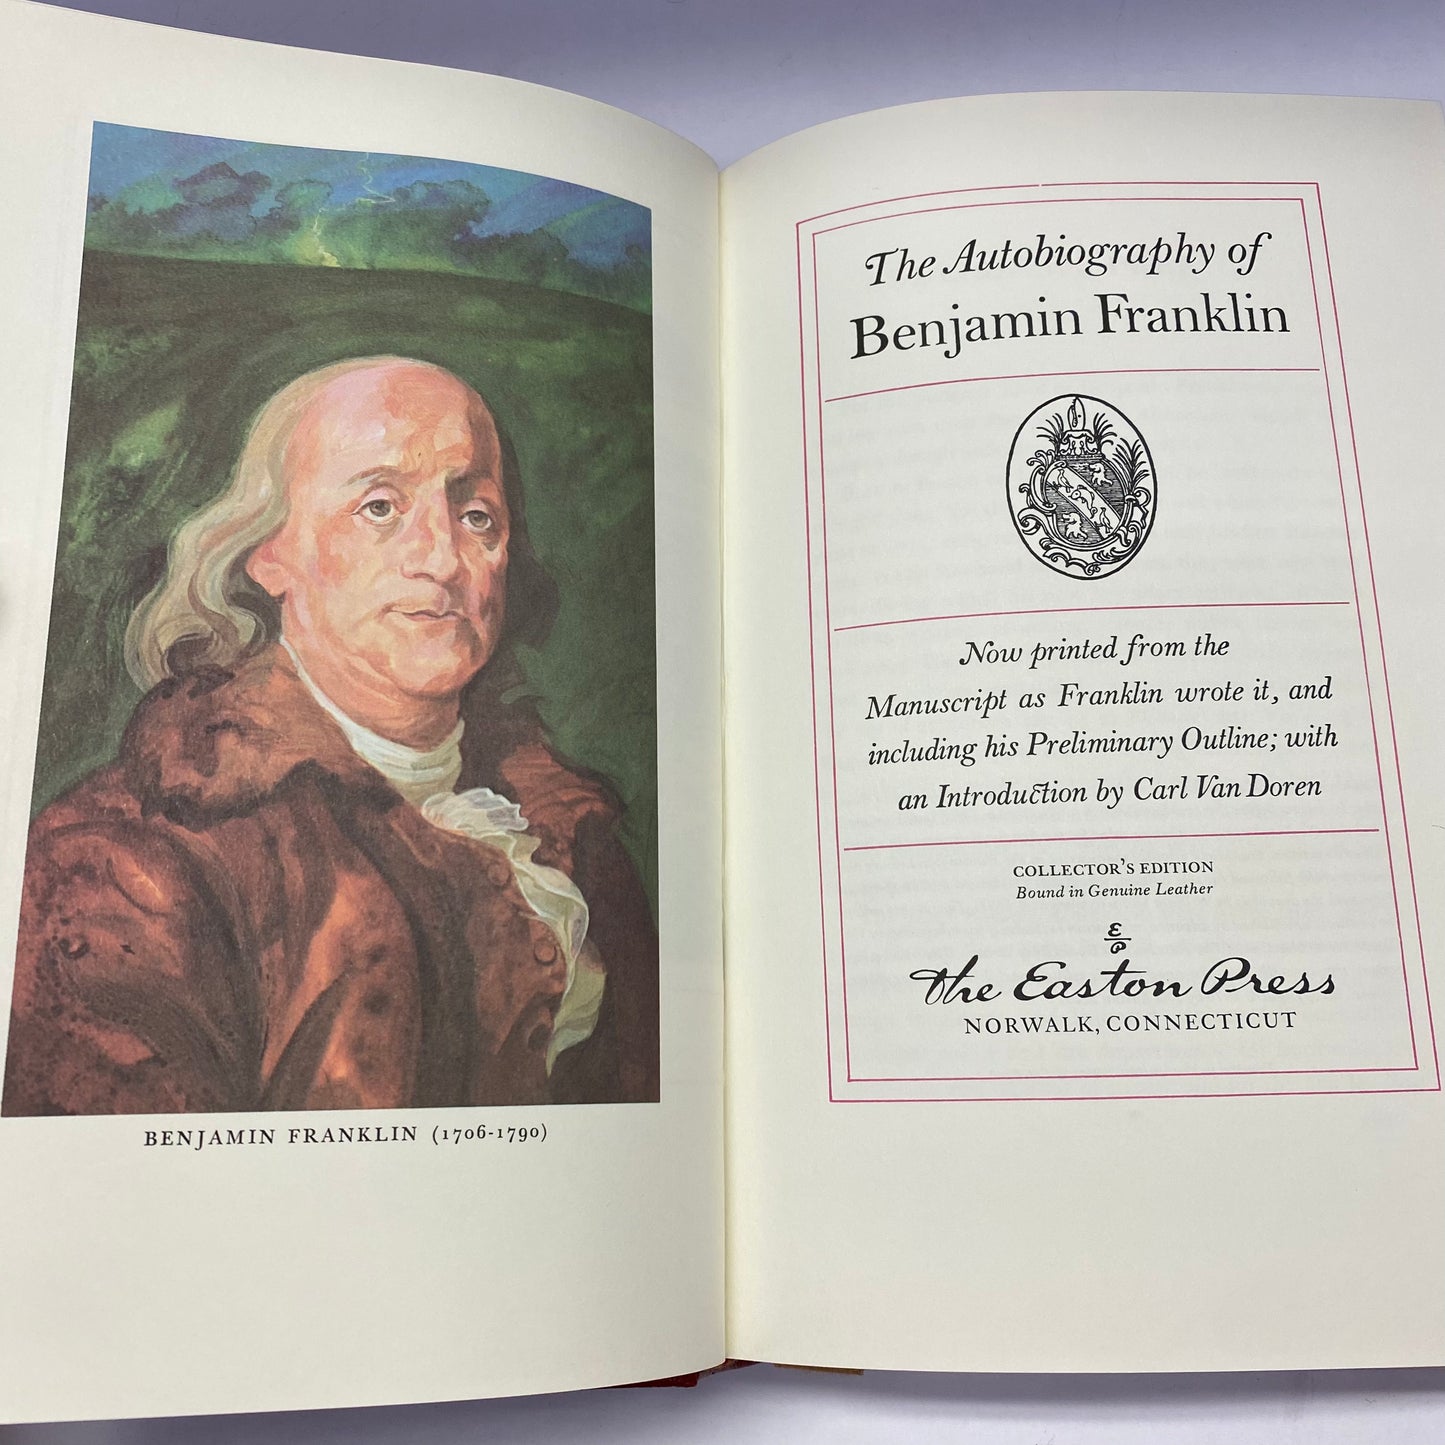 BENJAMIN FRANKLIN (1706-1790)
The Autobiography of
Benjamin Franklin
Now printed from the
Manuscript as Franklin wrote it, and
including his Preliminary Outline; with
an Introduction by Carl Van Doren
COLLECTOR'S EDITION
Bound in Genuine Leather
E
P
The Easton Press
NORWALK, CONNECTICUT